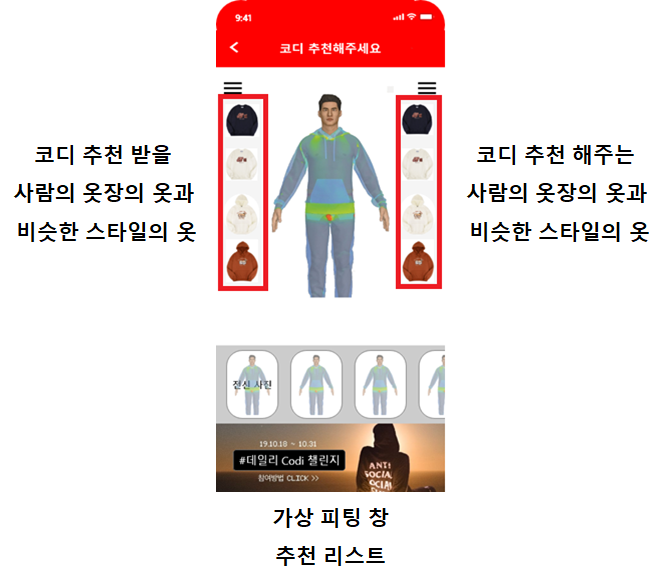 9:41
코디 추천해주세요
코디 추천 받을
사람의 옷장의 옷과
비슷한 스타일의 옷
코디 추천 해주는
사람의 옷장의 옷과
비슷한 스타일의 옷
전신 사진
19.10.18 ~ 10.31
#데일리 Codi 챌린지
참여방법 CLICK >>
ANTI
SOCIAL
SOCIAL
가상 피팅 창
추천 리스트